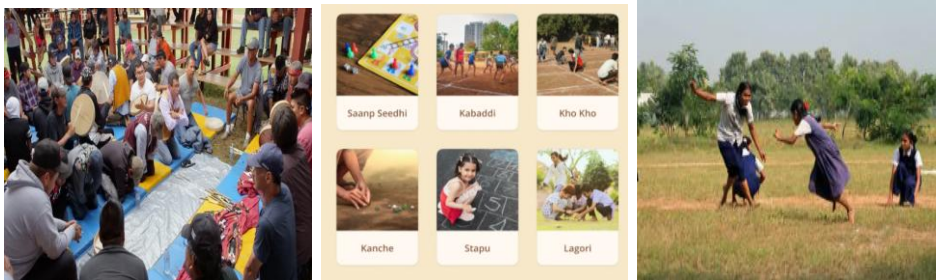 Saanp Seedhi
Kabaddi
Kho Kho
Kanche
Stapu
Lagori